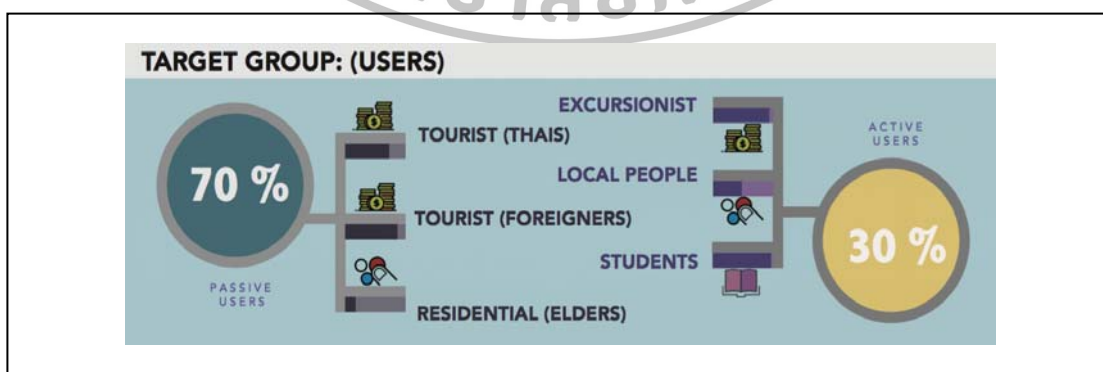 TARGET GROUP: (USERS)
70 %
PASSIVE
USERS
TOURIST (THAIS)
TOURIST (FOREIGNERS)
RESIDENTIAL (ELDERS)
EXCURSIONIST
LOCAL PEOPLE
STUDENTS
ACTIVE
USERS
30 %